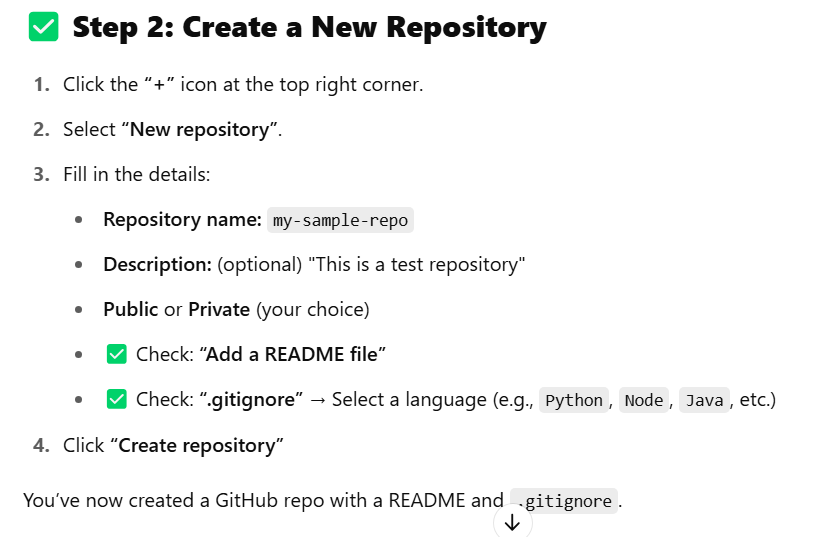 ✅ Step 2: Create a New Repository
1. Click the “+” icon at the top right corner.
2. Select “New repository”.
3. Fill in the details:
• Repository name: my-sample-repo
• Description: (optional) "This is a test repository"
• Public or Private (your choice)
• ✅ Check: “Add a README file”
• ✅ Check: “.gitignore” → Select a language (e.g., Python, Node, Java, etc.)
4. Click “Create repository”
You’ve now created a GitHub repo with a README and .gitignore.